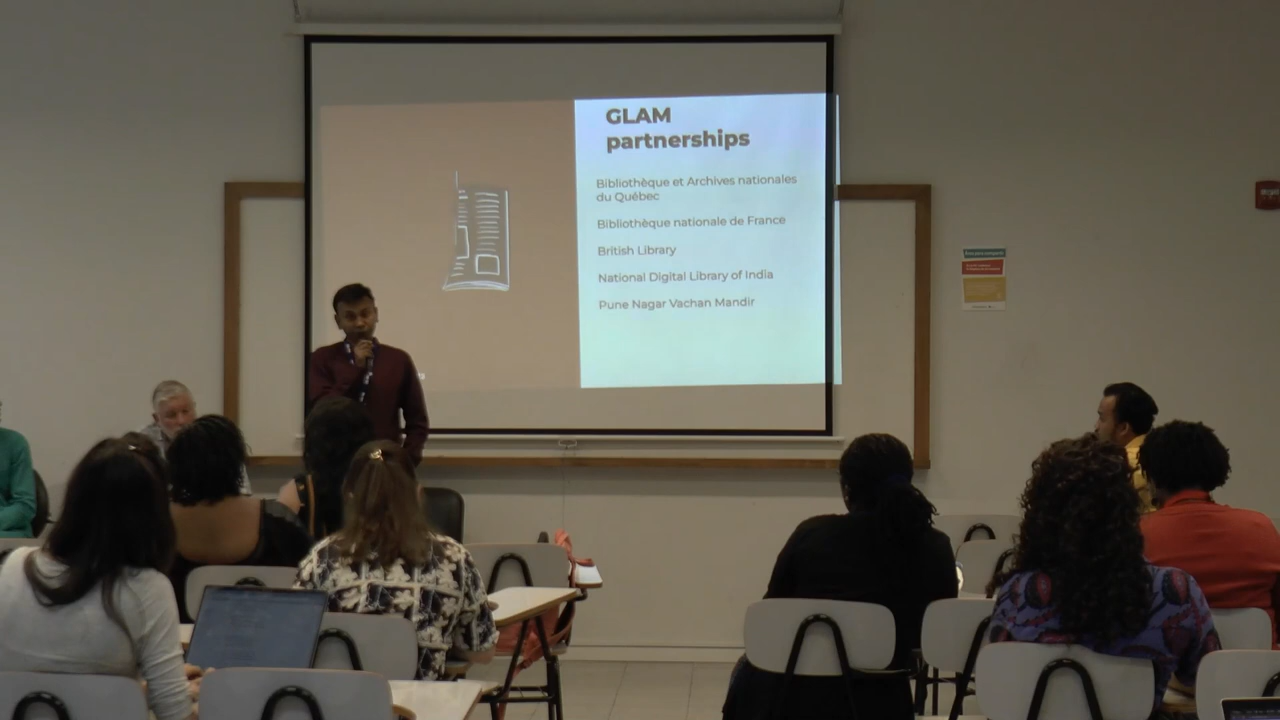 GLAM
partnerships
Bibliothèque et Archives nationales
du Québec
Bibliothèque nationale de France
British Library
National Digital Library of India
Pune Nagar Vachan Mandir